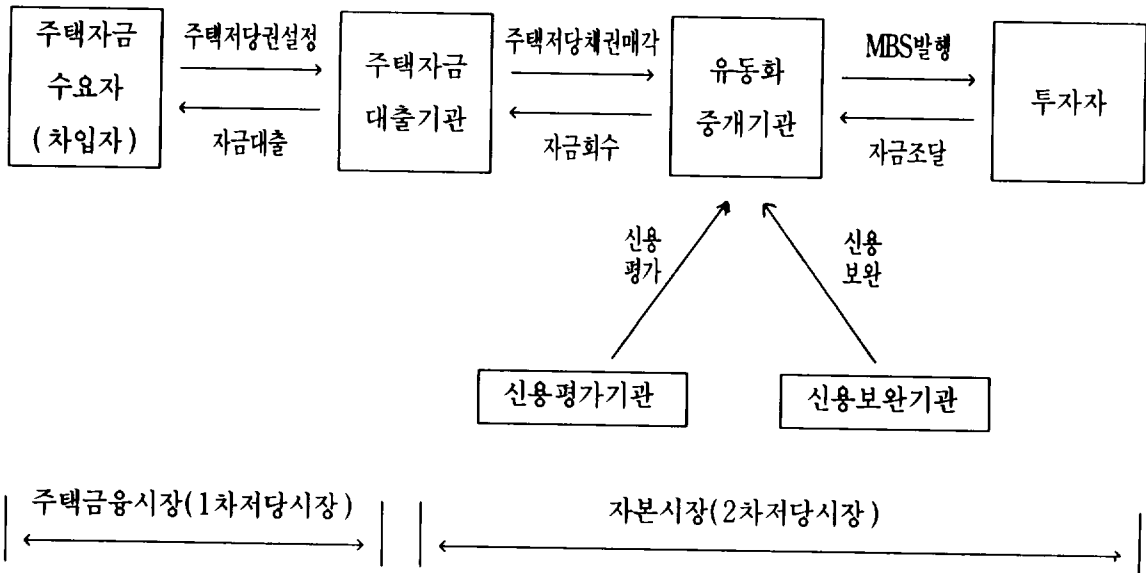 주택자금
수요자
(차입자)
주택저당권설정
자금대출
주택자금
대출기관
주택저당채권매각
자금회수
유동화
중개기관
MBS발행
자금조달
투자자
신용
평가
신용
보완
신용평가기관
신용보완기관
주택금융시장(1차저당시장)
자본시장(2차저당시장)